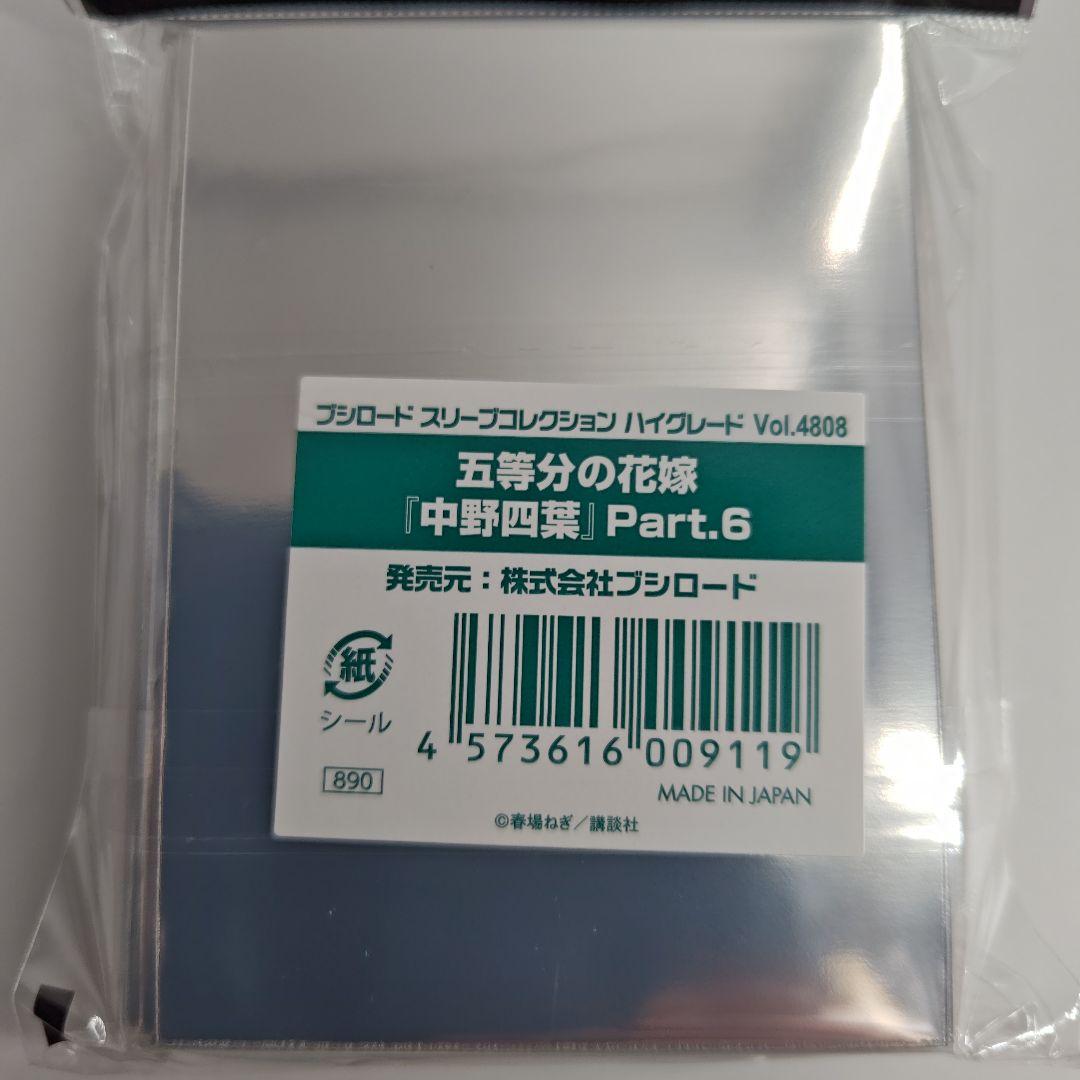 ブシロード スリーブコレクション ハイグレード Vol.4808
五等分の花嫁
『中野四葉』Part.6
発売元：株式会社ブシロード
紙
シール
4 573616 009119
890
MADE IN JAPAN
©春場ねぎ／講談社